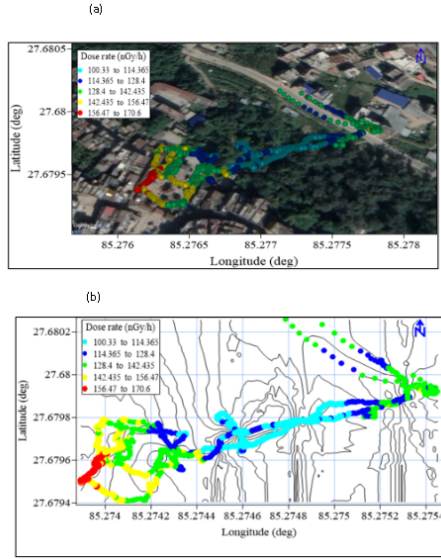 (a)
27.6805
27.68
27.6795
Latitude (deg)
Dose rate (nGy/h)
100.33 to 114.365
114.365 to 128.4
128.4 to 142.435
142.435 to 156.47
156.47 to 170.6
N
85.276
85.2765
85.277
85.2775
85.278
Longitude (deg)
(b)
27.6802
27.68
27.6798
27.6796
27.6794
Latitude (deg)
Dose rate (nGy/h)
100.33 to 114.365
114.365 to 128.4
128.4 to 142.435
142.435 to 156.47
156.47 to 170.6
N
85.274
85.2742
85.2744
85.2746
85.2748
85.275
85.2752
85.2754
Longitude (deg)